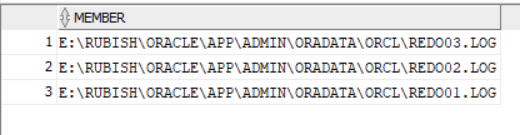 MEMBER
1 E:\RUBISH\ORACLE\APP\ADMIN\ORADATA\ORCL\REDO03.LOG
2 E:\RUBISH\ORACLE\APP\ADMIN\ORADATA\ORCL\REDO02.LOG
3 E:\RUBISH\ORACLE\APP\ADMIN\ORADATA\ORCL\REDO01.LOG